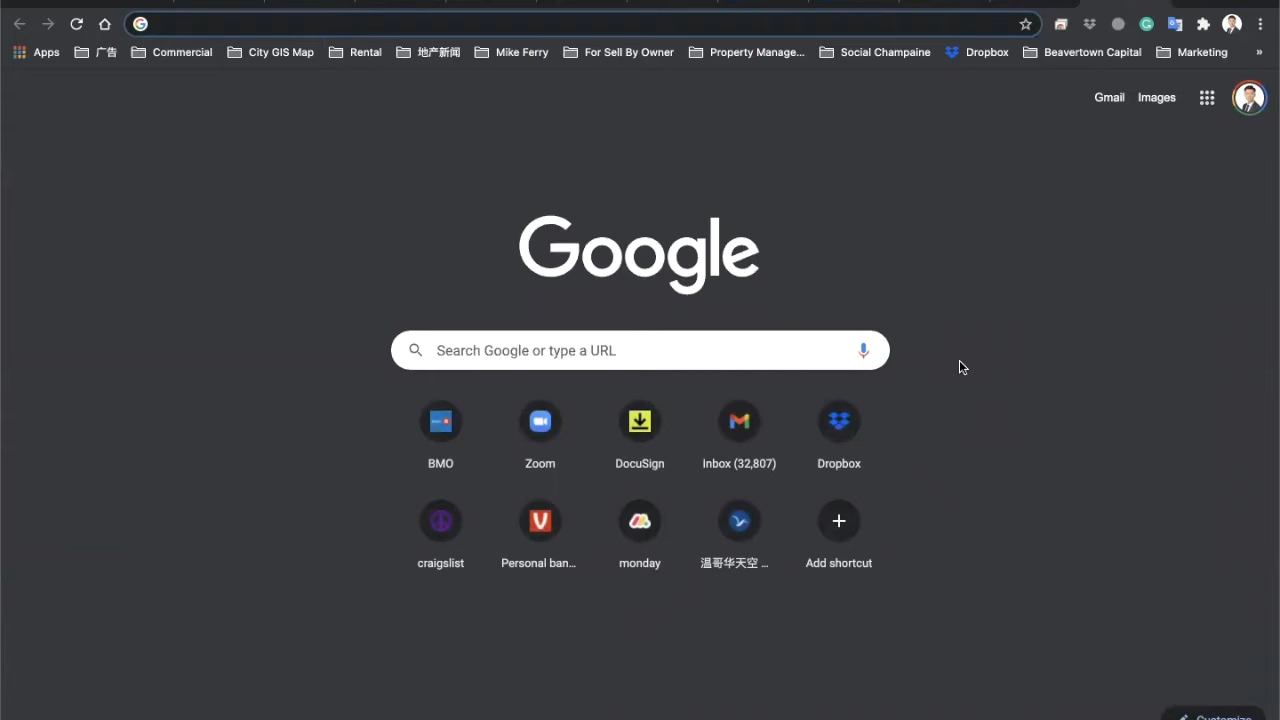 Apps 广告 Commercial City GIS Map Rental 地产新闻 Mike Ferry For Sell By Owner Property Manage... Social Champaine Dropbox Beavertown Capital Marketing »
Gmail Images
Google
Search Google or type a URL
BMO Zoom DocuSign Inbox (32,807) Dropbox
craigslist Personal ban... monday 温哥华天空 ... Add shortcut
Customize